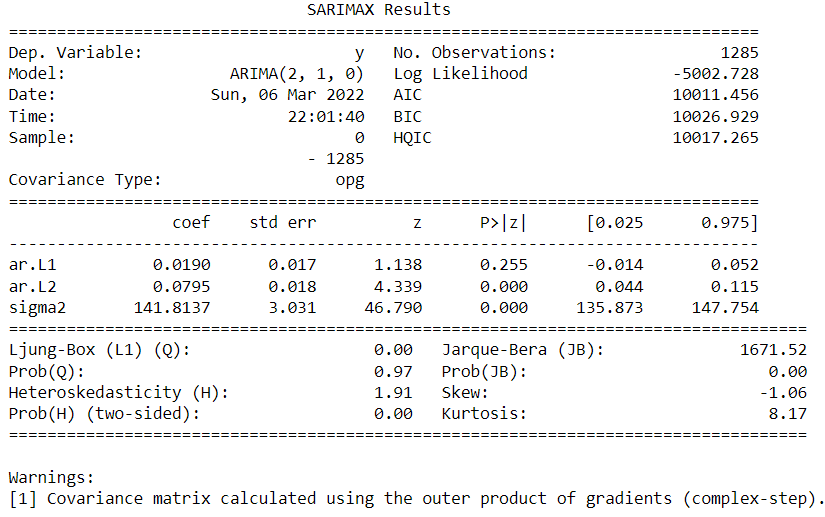 SARIMAX Results
==============================================================================
Dep. Variable:                      y   No. Observations:                 1285
Model:                 ARIMA(2, 1, 0)   Log Likelihood               -5002.728
Date:                Sun, 06 Mar 2022   AIC                          10011.456
Time:                        22:01:40   BIC                          10026.929
Sample:                             0   HQIC                         10017.265
- 1285
Covariance Type:                  opg
==============================================================================
coef    std err          z      P>|z|      [0.025      0.975]
------------------------------------------------------------------------------
ar.L1          0.0190      0.017      1.138      0.255      -0.014       0.052
ar.L2          0.0795      0.018      4.339      0.000       0.044       0.115
sigma2       141.8137      3.031     46.790      0.000     135.873     147.754
===================================================================================
Ljung-Box (L1) (Q):                   0.00   Jarque-Bera (JB):              1671.52
Prob(Q):                              0.97   Prob(JB):                         0.00
Heteroskedasticity (H):               1.91   Skew:                            -1.06
Prob(H) (two-sided):                  0.00   Kurtosis:                         8.17
===================================================================================
Warnings:
[1] Covariance matrix calculated using the outer product of gradients (complex-step).